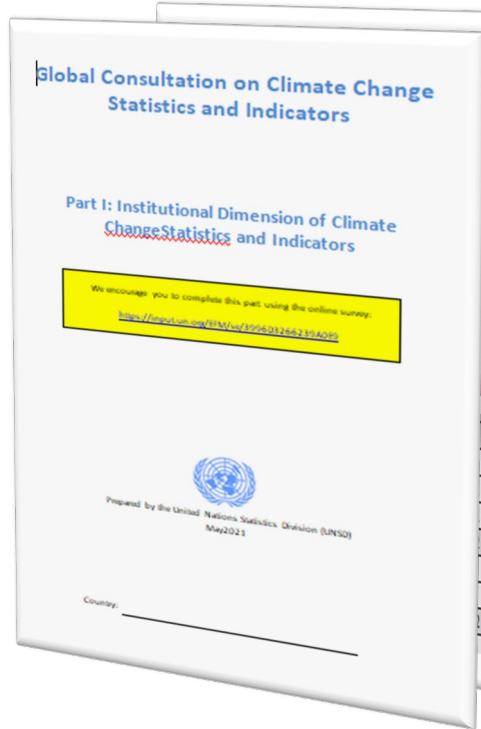 Global Consultation on Climate Change
Statistics and Indicators
Part I: Institutional Dimension of Climate
ChangeStatistics and Indicators
We encourage you to complete this part using the online survey:
Prepared by the United Nations Statistics Division (UNSD)
May2021
Country: